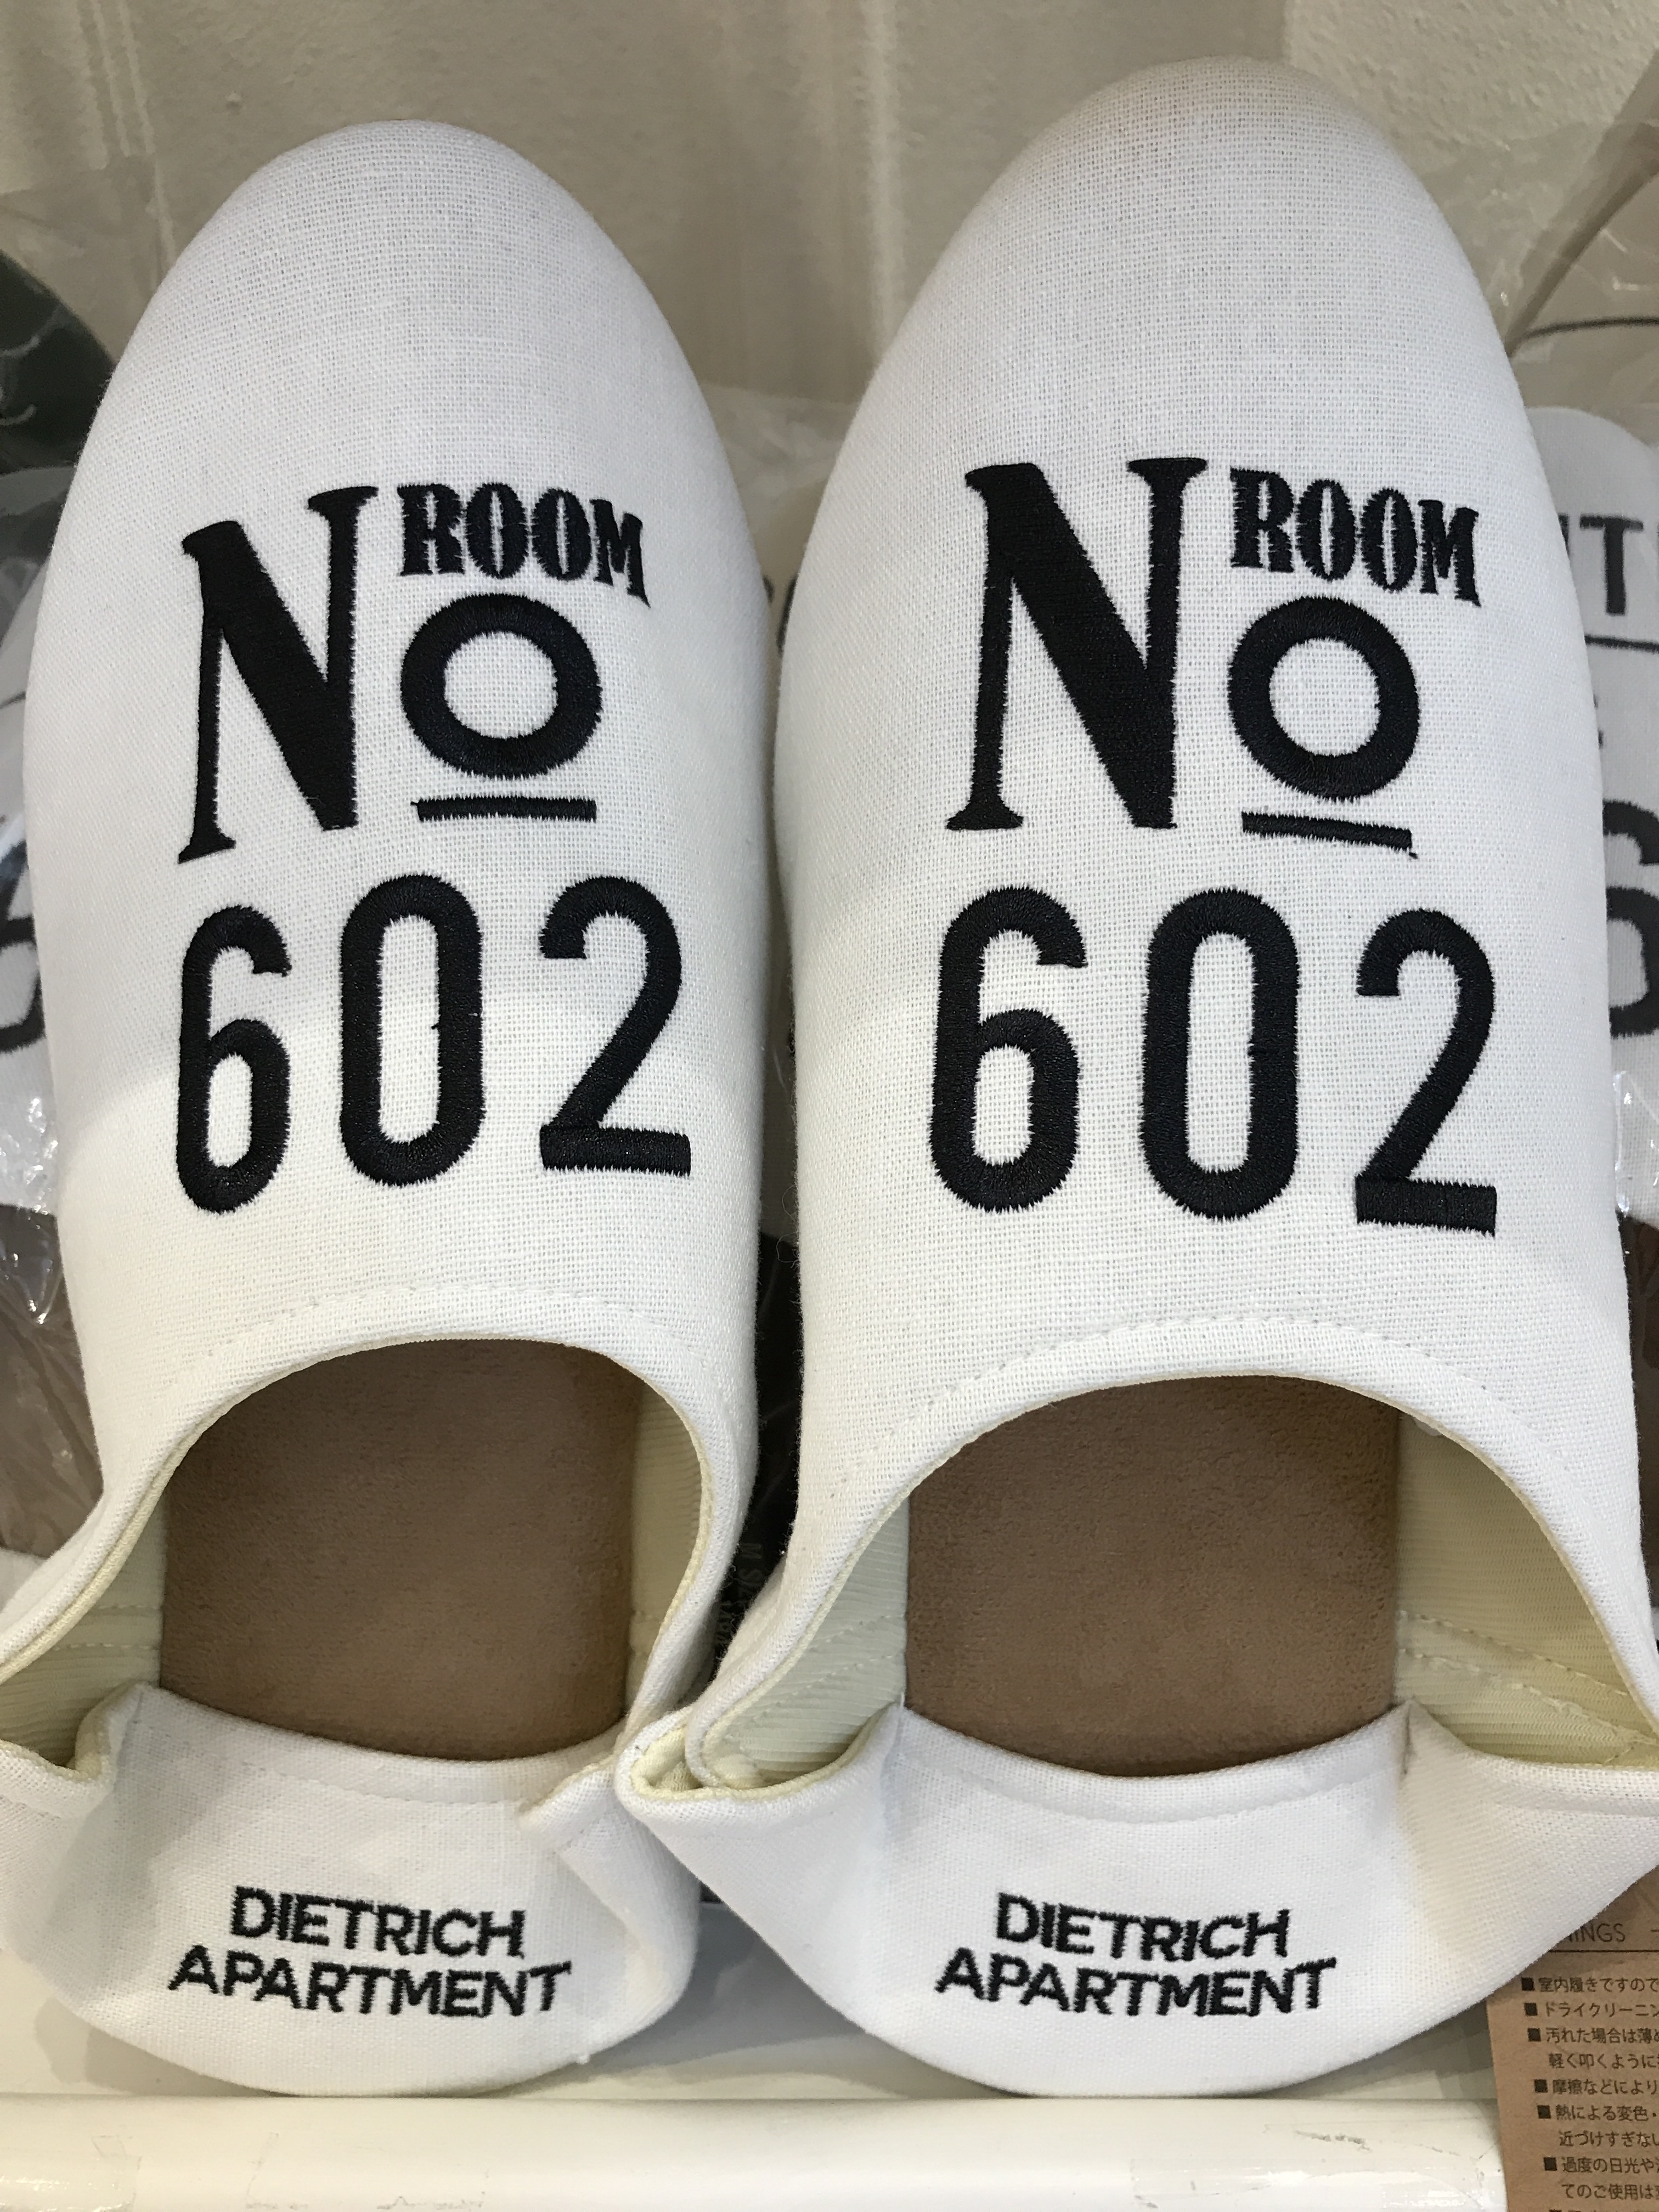 No ROOM
602
DIETRICH
APARTMENT
No ROOM
602
DIETRICH
APARTMENT
M
6
■ 室内履きですので
■ ドライクリーニン
■ 汚れた場合は薄め
軽く叩くように
■ 摩擦などにより
■ 熱による変色・
近づけすぎない
■ 過度の日光や
てのご使用は